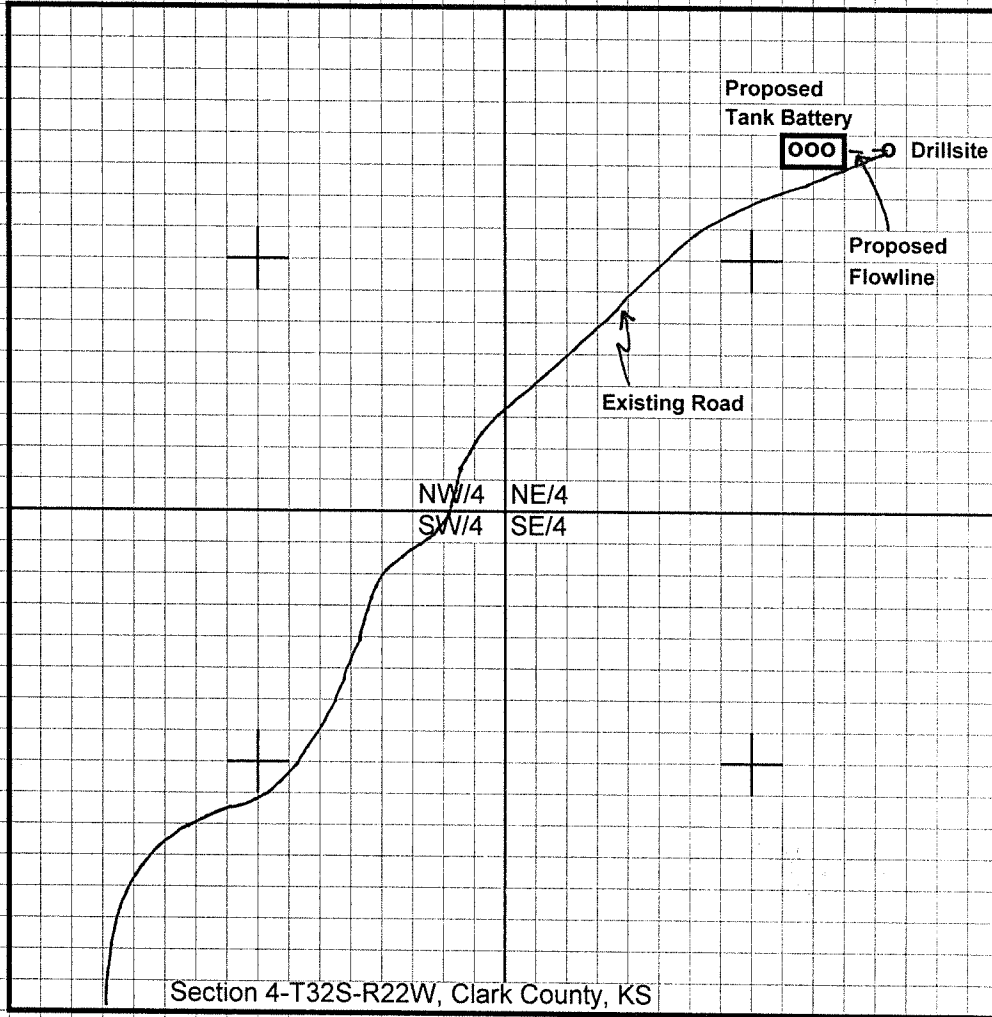 Proposed
Tank Battery
OOO
Drillsite
Proposed
Flowline
Existing Road
NW/4 NE/4
SW/4 SE/4
Section 4-T32S-R22W, Clark County, KS